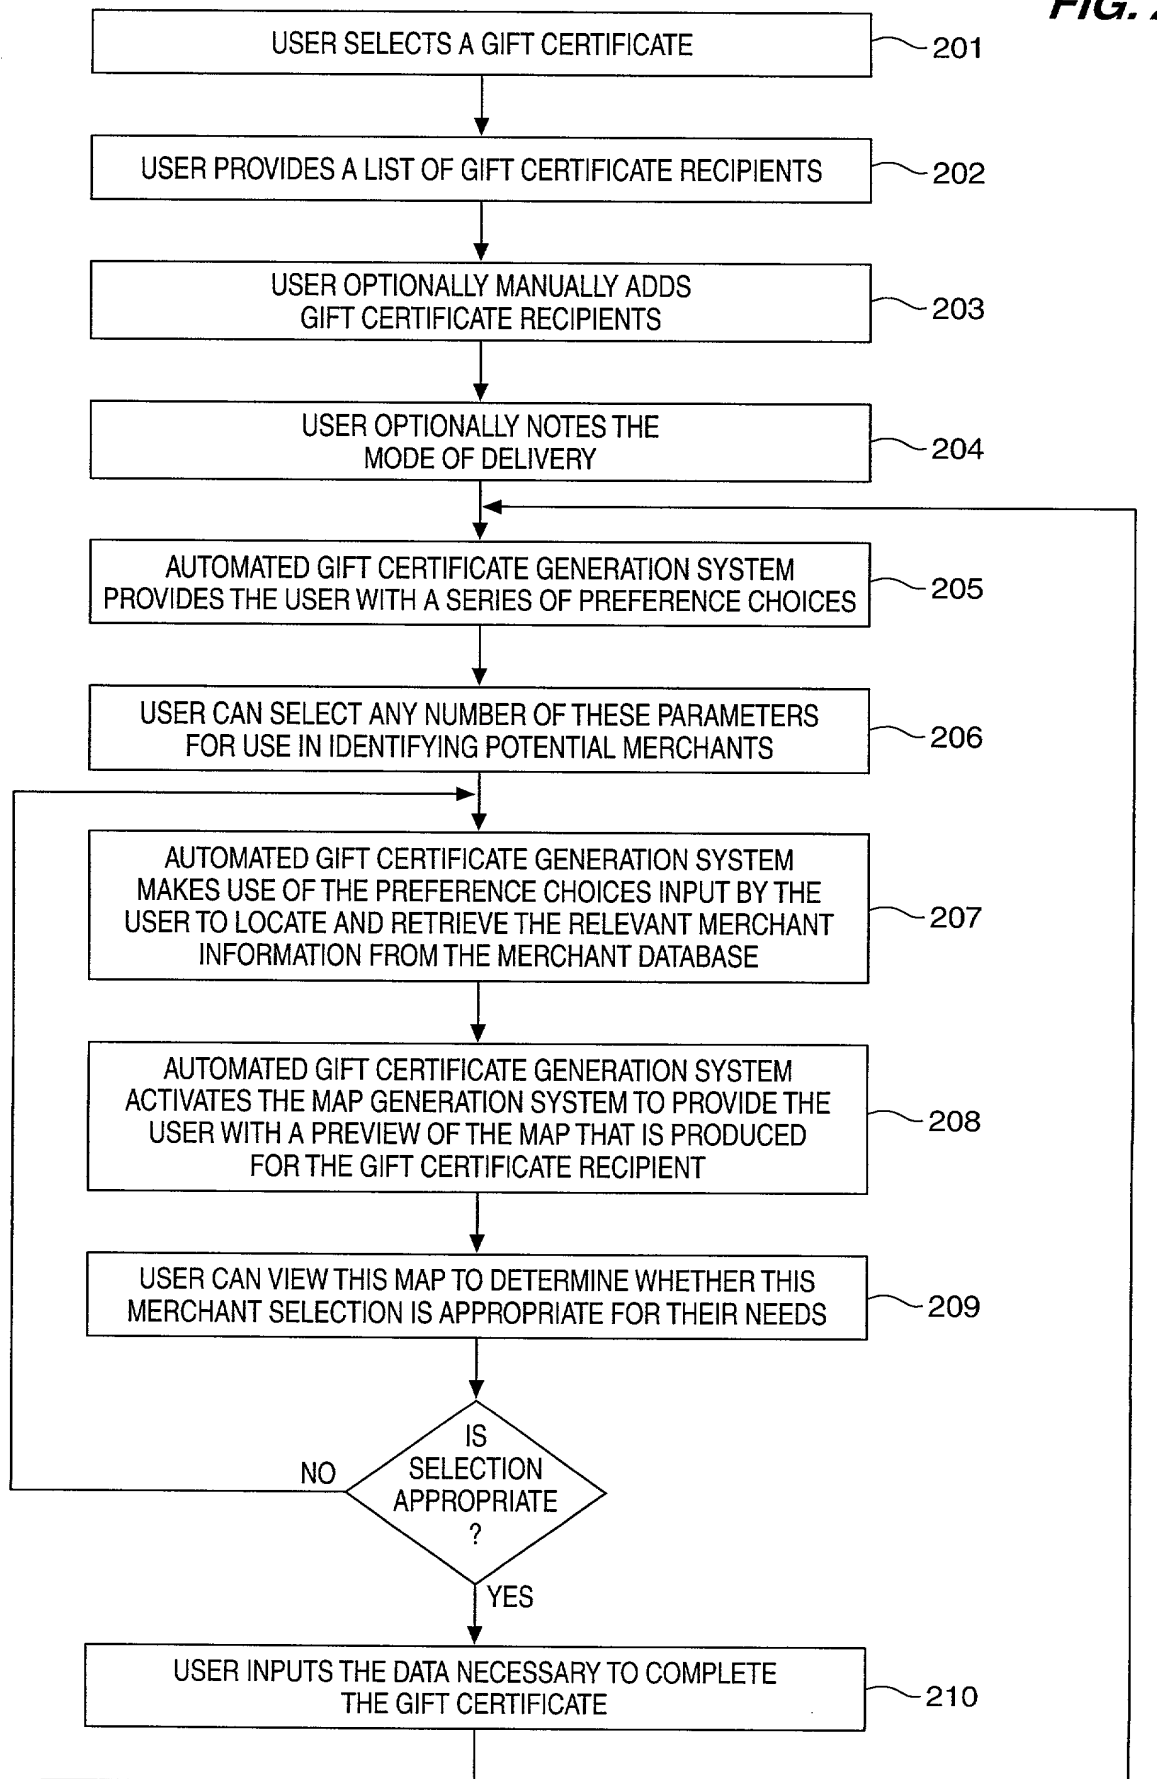 FIG. 2
USER SELECTS A GIFT CERTIFICATE
201
USER PROVIDES A LIST OF GIFT CERTIFICATE RECIPIENTS
202
USER OPTIONALLY MANUALLY ADDS
GIFT CERTIFICATE RECIPIENTS
203
USER OPTIONALLY NOTES THE
MODE OF DELIVERY
204
AUTOMATED GIFT CERTIFICATE GENERATION SYSTEM
PROVIDES THE USER WITH A SERIES OF PREFERENCE CHOICES
205
USER CAN SELECT ANY NUMBER OF THESE PARAMETERS
FOR USE IN IDENTIFYING POTENTIAL MERCHANTS
206
AUTOMATED GIFT CERTIFICATE GENERATION SYSTEM
MAKES USE OF THE PREFERENCE CHOICES INPUT BY THE
USER TO LOCATE AND RETRIEVE THE RELEVANT MERCHANT
INFORMATION FROM THE MERCHANT DATABASE
207
AUTOMATED GIFT CERTIFICATE GENERATION SYSTEM
ACTIVATES THE MAP GENERATION SYSTEM TO PROVIDE THE
USER WITH A PREVIEW OF THE MAP THAT IS PRODUCED
FOR THE GIFT CERTIFICATE RECIPIENT
208
USER CAN VIEW THIS MAP TO DETERMINE WHETHER THIS
MERCHANT SELECTION IS APPROPRIATE FOR THEIR NEEDS
209
IS
SELECTION
APPROPRIATE
?
NO
YES
USER INPUTS THE DATA NECESSARY TO COMPLETE
THE GIFT CERTIFICATE
210